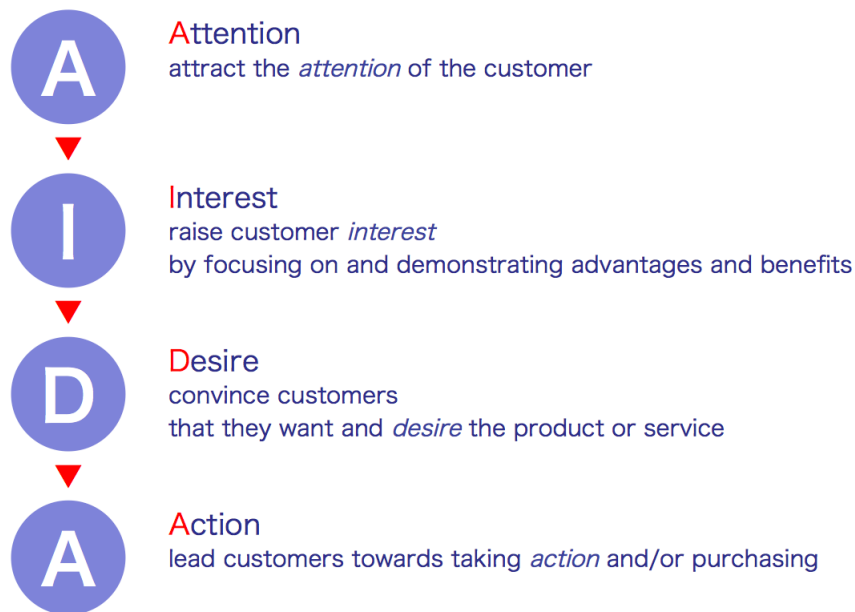 A
Attention
attract the attention of the customer
I
Interest
raise customer interest
by focusing on and demonstrating advantages and benefits
D
Desire
convince customers
that they want and desire the product or service
A
Action
lead customers towards taking action and/or purchasing